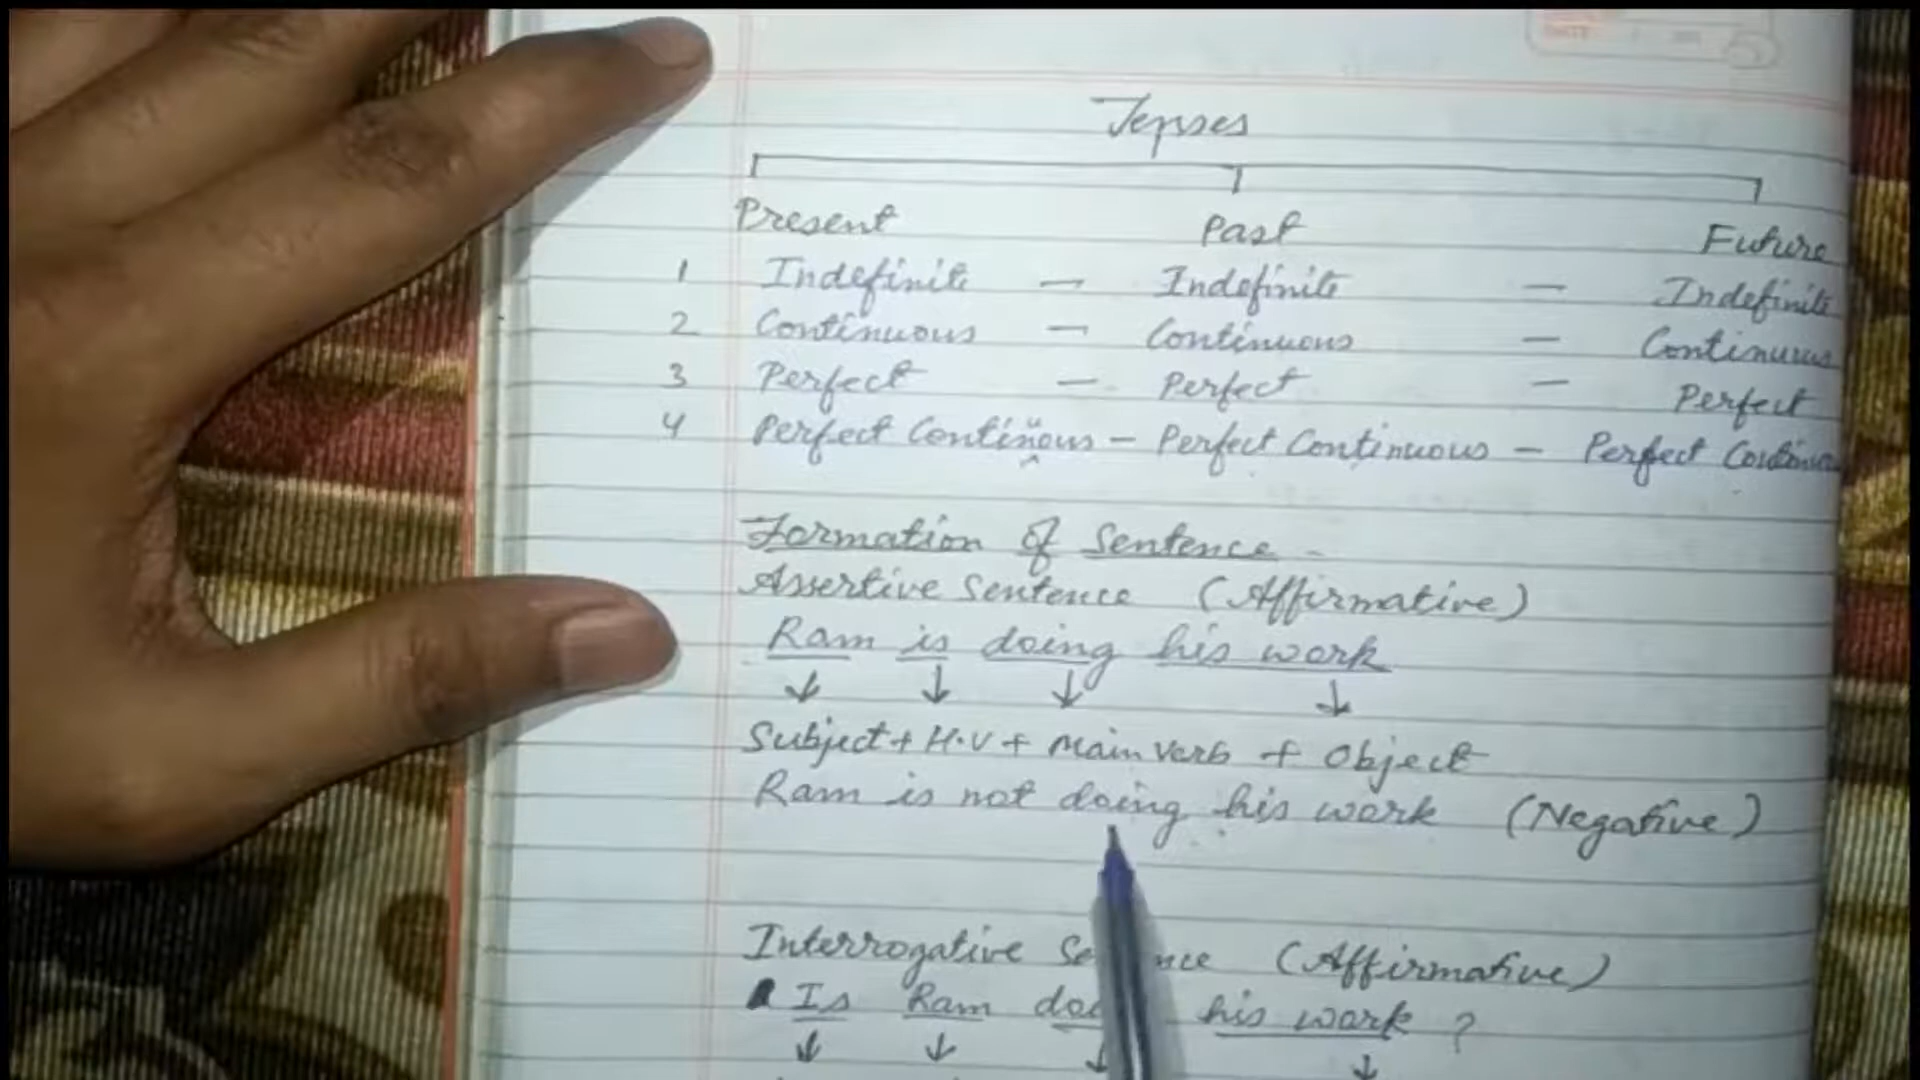 DATE
Tenses
Present Past Future
1 Indefinite — Indefinite — Indefinite
2 Continuous — Continuous — Continuous
3 Perfect — Perfect — Perfect
4 Perfect Continuous — Perfect Continuous — Perfect
Formation of Sentence -
Assertive Sentence (Affirmative)
Ram is doing his work
↓ ↓ ↓ ↓
Subject + H.V + Main Verb + Object
Ram is not doing his work (Negative)
Interrogative (Affirmative)
Is Ram his work ?
↓ ↓ ↓ ↓